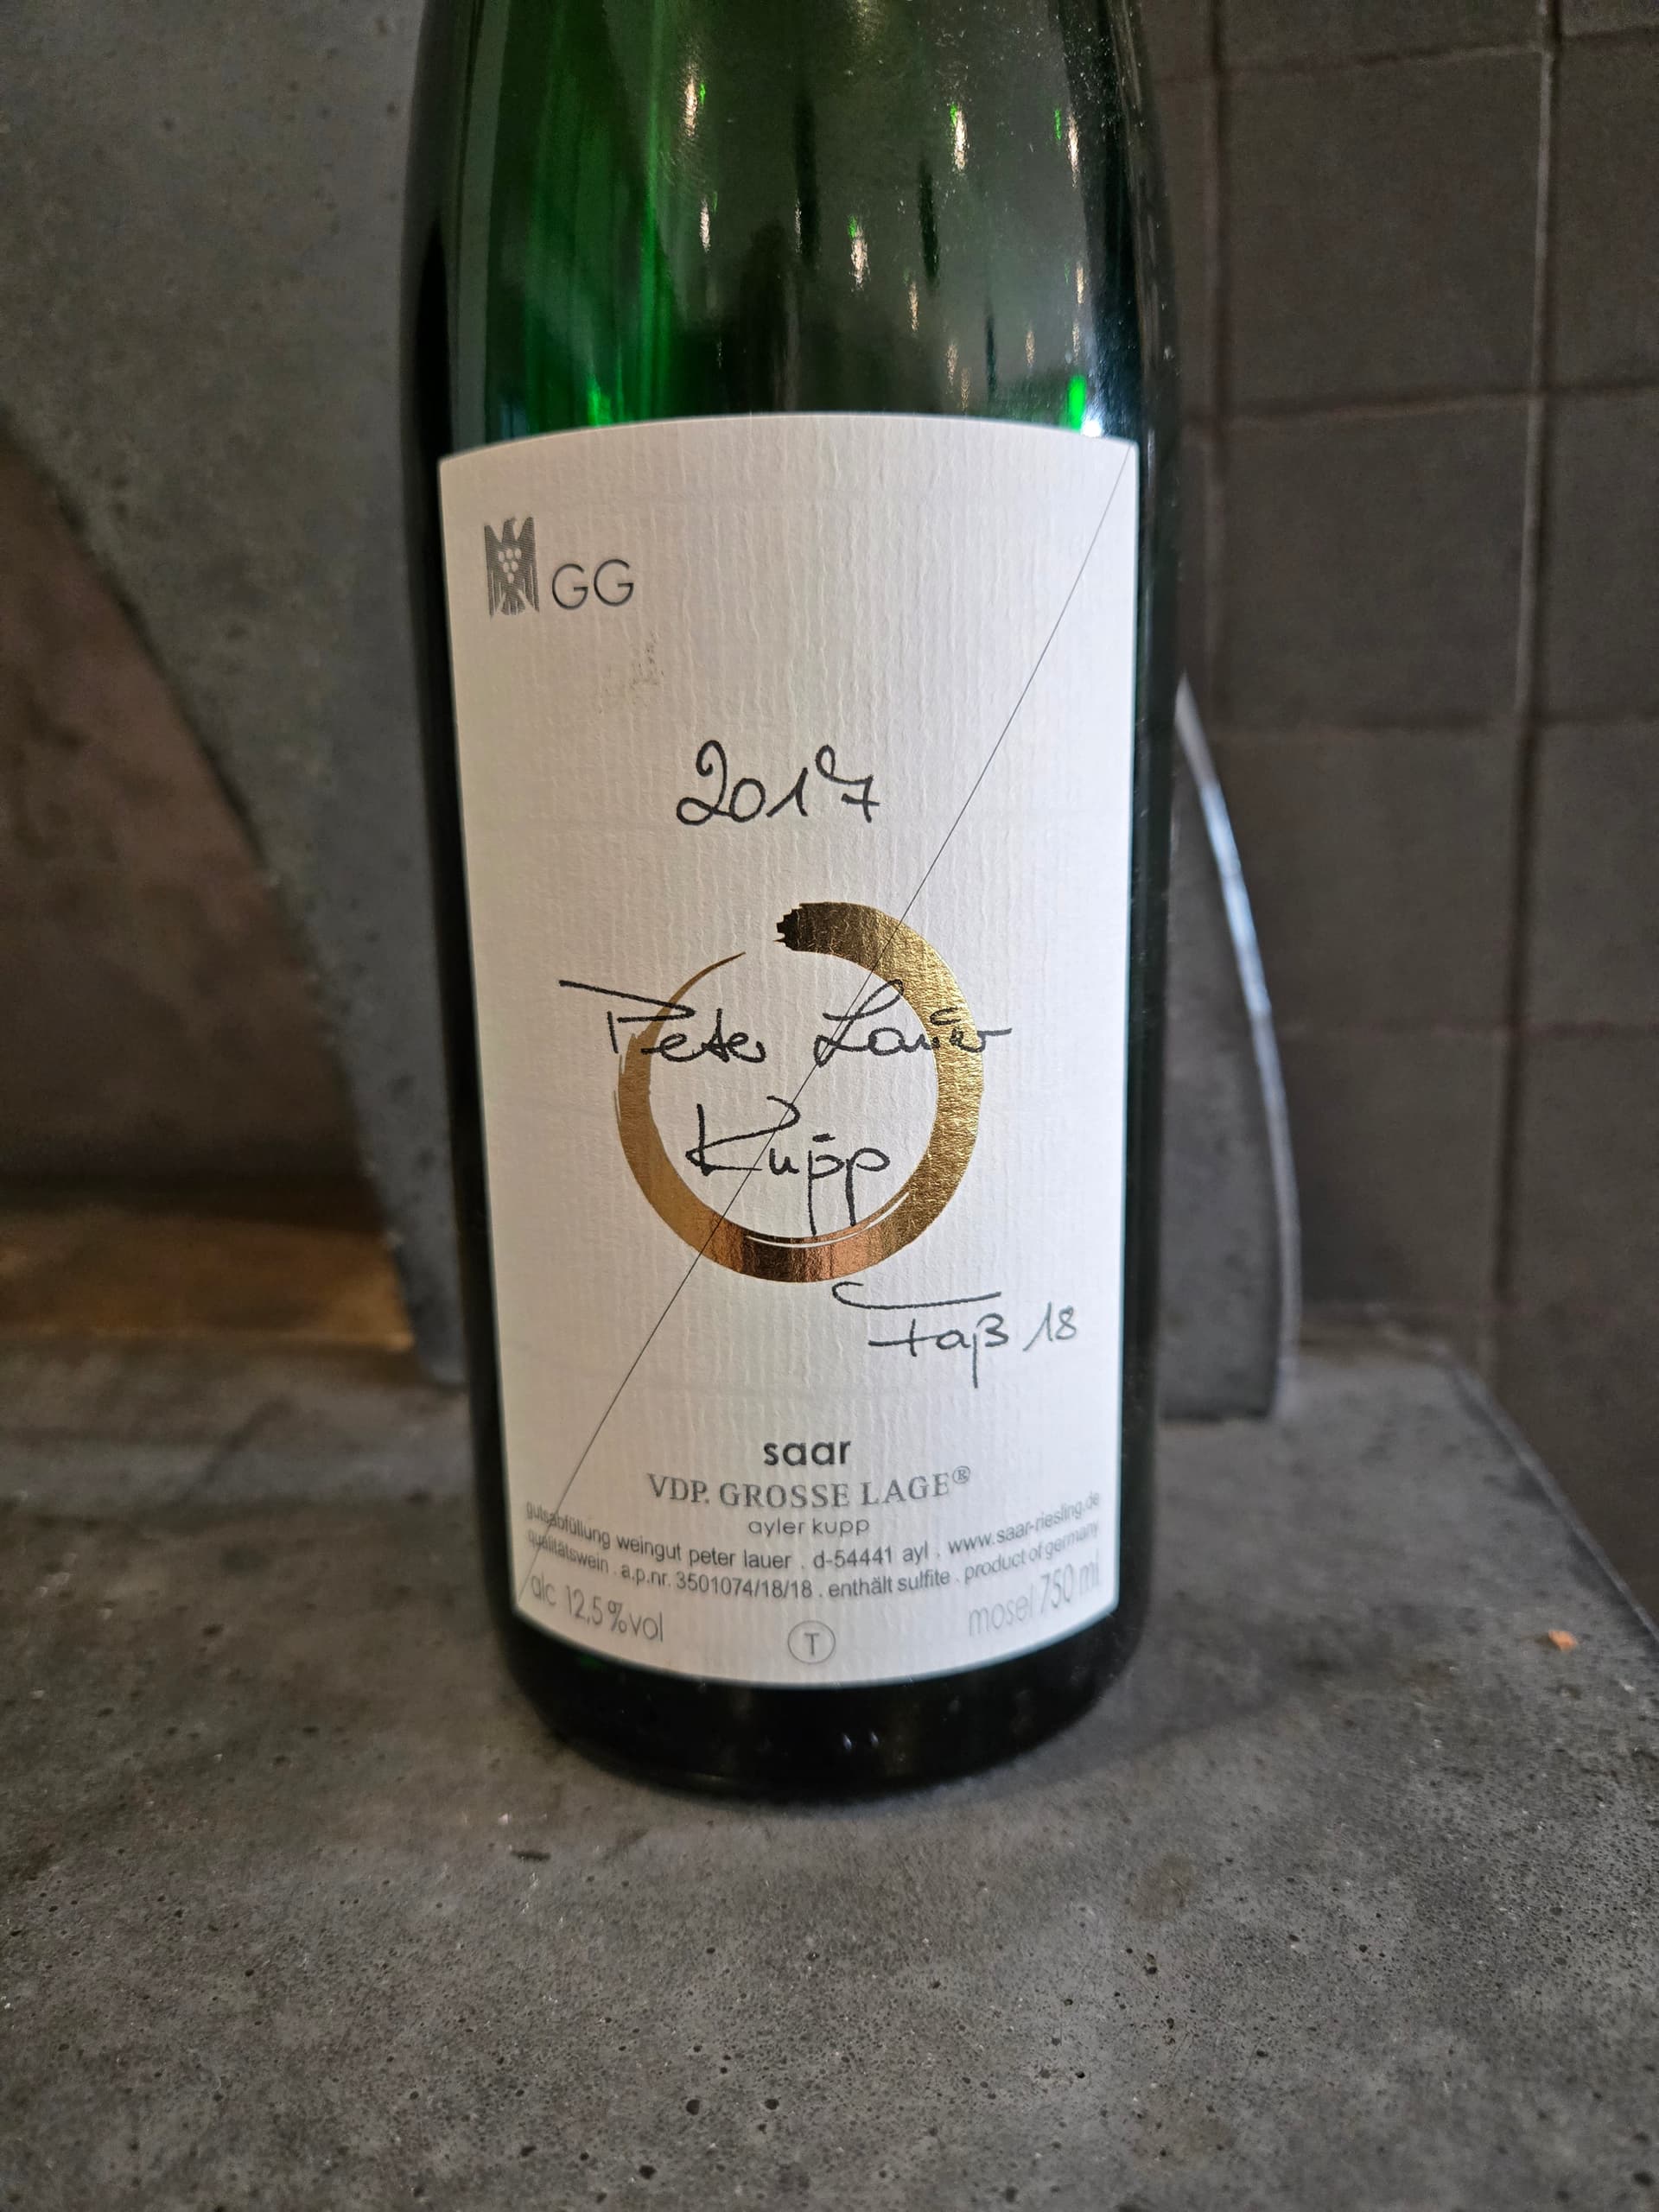 GG
2017
Peter Lauer
Kupp
Faß 18
saar
VDP. GROSSE LAGE®
ayler kupp
gutsabfüllung weingut peter lauer . d-54441 ayl . www.saar-riesling.de
qualitätswein . a.p.nr. 3501074/18/18 . enthält sulfite . product of germany
alc 12,5%vol mosel 750 ml
T